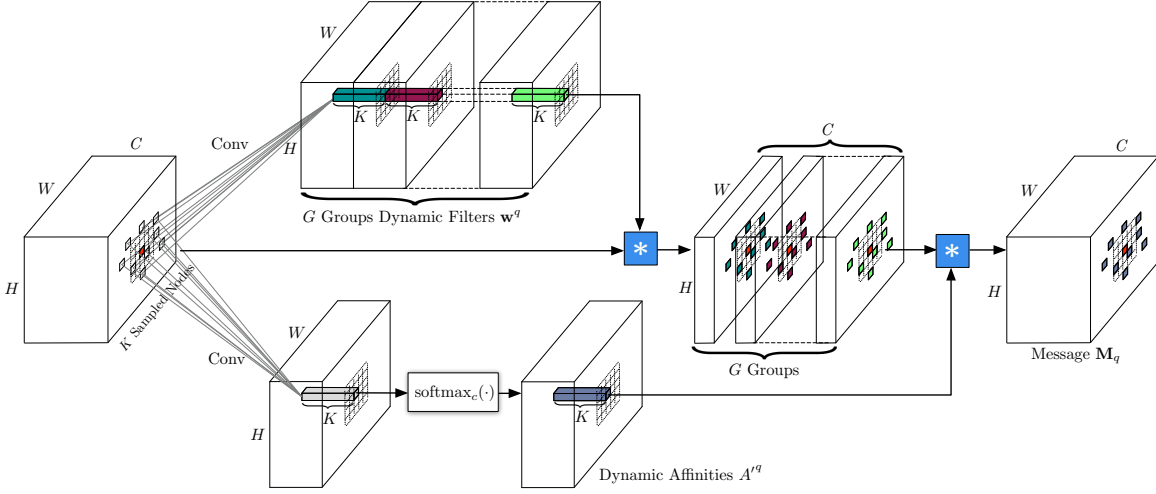 W
K
K
K
H
Conv
G Groups Dynamic Filters w^q
C
W
H
K Sampled Nodes
Conv
*
C
W
H
G Groups
*
C
W
H
Message M_q
W
H
K
softmax_c(·)
K
Dynamic Affinities A′^q